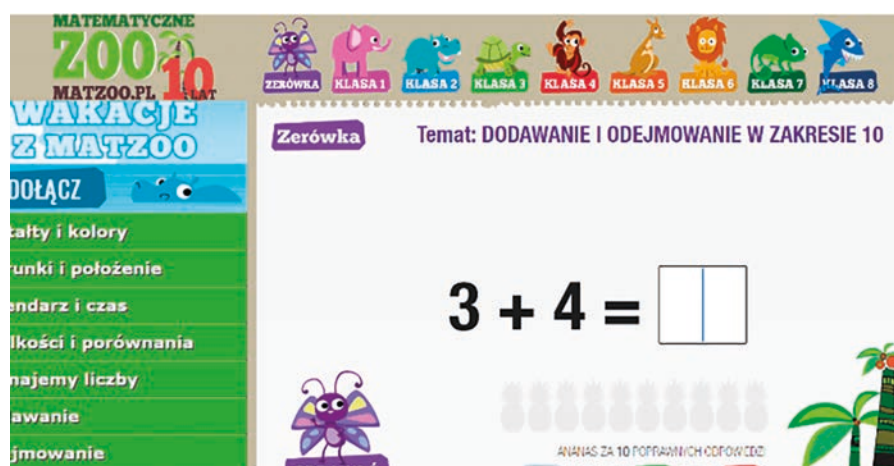 MATEMATYCZNE
ZOO
MATZOO.PL 10 LAT
ZERÓWKA
KLASA 1
KLASA 2
KLASA 3
KLASA 4
KLASA 5
KLASA 6
KLASA 7
KLASA 8
WAKACJE
Z MATZOO
DOŁĄCZ
tałty i kolory
runki i położenie
endarz i czas
lkości i porównania
najemy liczby
awanie
jmowanie
Zerówka
Temat: DODAWANIE I ODEJMOWANIE W ZAKRESIE 10
3 + 4 =
ANANAS ZA 10 POPRAWNYCH ODPOWIEDZI